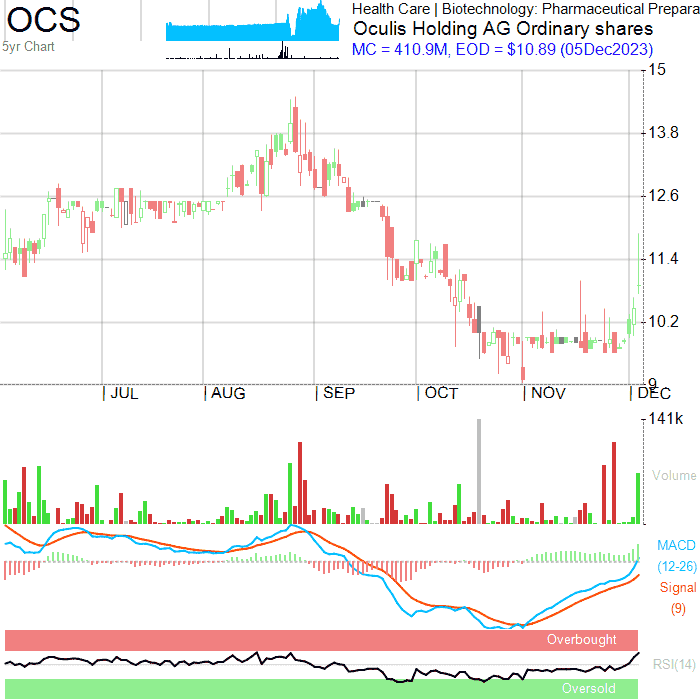 OCS
5yr Chart
Health Care | Biotechnology: Pharmaceutical Prepara
Oculis Holding AG Ordinary shares
MC = 410.9M, EOD = $10.89 (05Dec2023)
15
13.8
12.6
11.4
10.2
9
| JUL | AUG | SEP | OCT | NOV | DEC
141k
Volume
MACD
(12-26)
Signal
(9)
Overbought
RSI(14)
Oversold